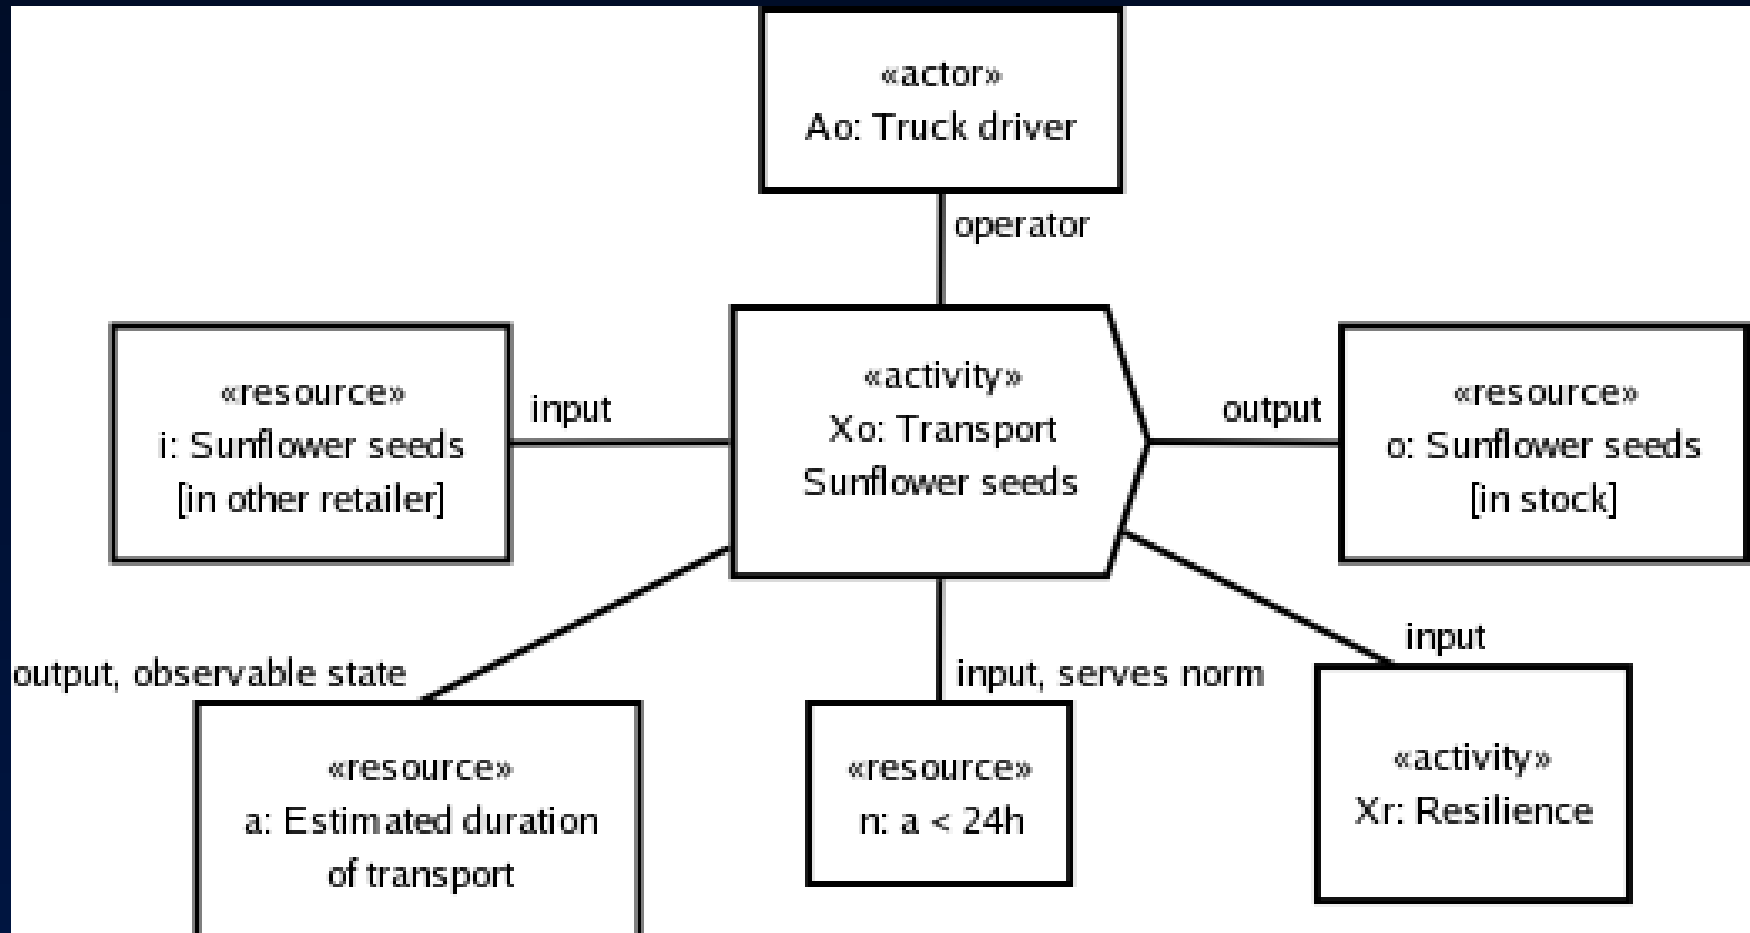 «actor»
Ao: Truck driver
operator
«resource»
i: Sunflower seeds
[in other retailer]
input
«activity»
Xo: Transport
Sunflower seeds
output
«resource»
o: Sunflower seeds
[in stock]
output, observable state
input, serves norm
input
«resource»
a: Estimated duration
of transport
«resource»
n: a < 24h
«activity»
Xr: Resilience